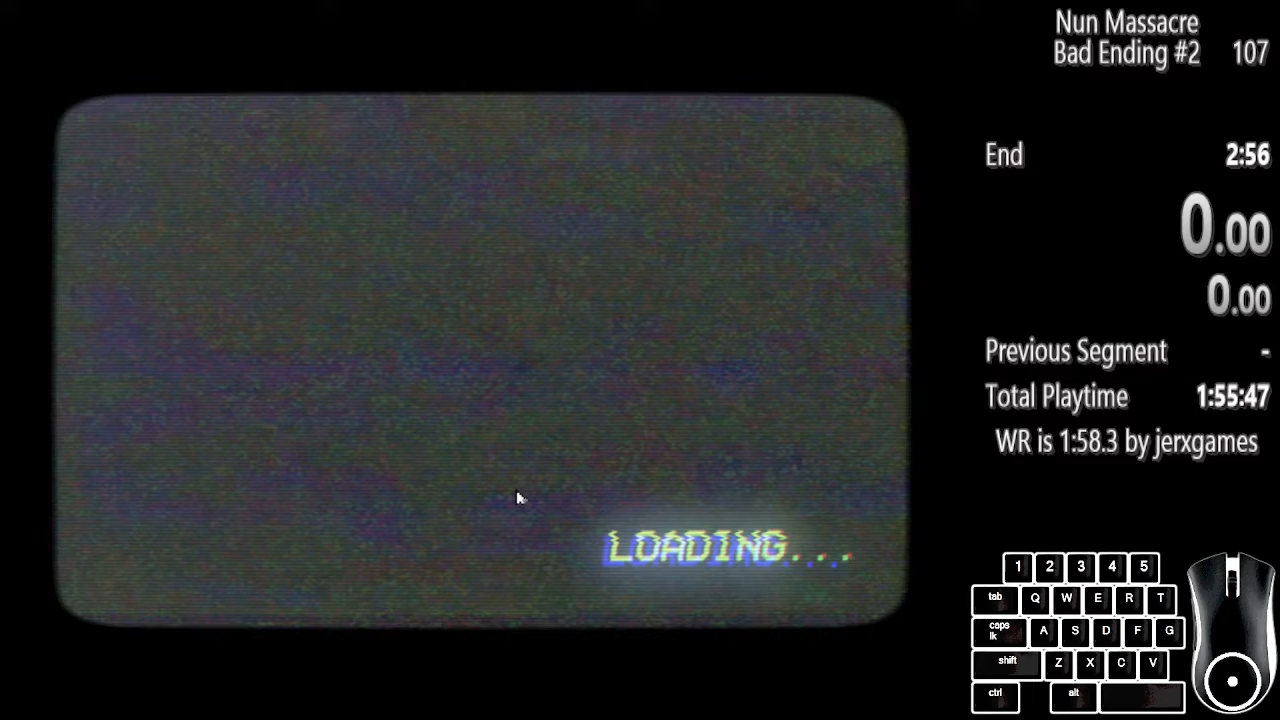 Nun Massacre
Bad Ending #2 107
End 2:56
0.00
0.00
Previous Segment -
Total Playtime 1:55:47
WR is 1:58.3 by jerxgames
LOADING...
1 2 3 4 5
tab Q W E R T
caps lk A S D F G
shift Z X C V
ctrl alt